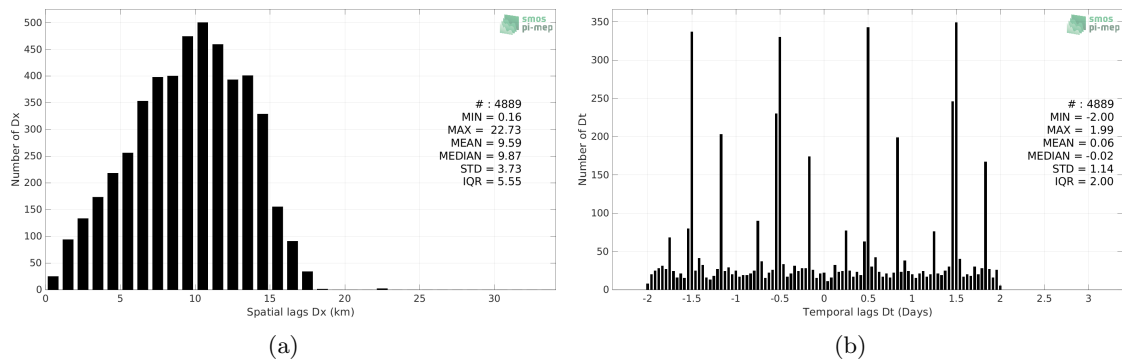 500
450
400
350
300
250
200
150
100
50
0
Number of Dx
0 5 10 15 20 25 30
Spatial lags Dx (km)
smos
pi-mep
# : 4889
MIN = 0.16
MAX = 22.73
MEAN = 9.59
MEDIAN = 9.87
STD = 3.73
IQR = 5.55
(a)
350
300
250
200
150
100
50
0
Number of Dt
-2 -1.5 -1 -0.5 0 0.5 1 1.5 2 2.5 3
Temporal lags Dt (Days)
smos
pi-mep
# : 4889
MIN = -2.00
MAX = 1.99
MEAN = 0.06
MEDIAN = -0.02
STD = 1.14
IQR = 2.00
(b)